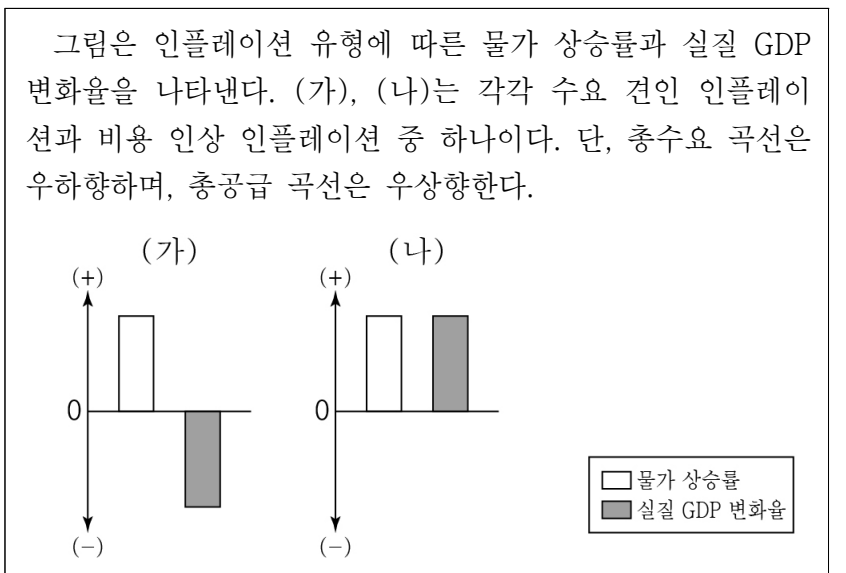 그림은 인플레이션 유형에 따른 물가 상승률과 실질 GDP
변화율을 나타낸다. (가), (나)는 각각 수요 견인 인플레이
션과 비용 인상 인플레이션 중 하나이다. 단, 총수요 곡선은
우하향하며, 총공급 곡선은 우상향한다.
(가)
(+)
0
(−)
(나)
(+)
0
(−)
물가 상승률
실질 GDP 변화율